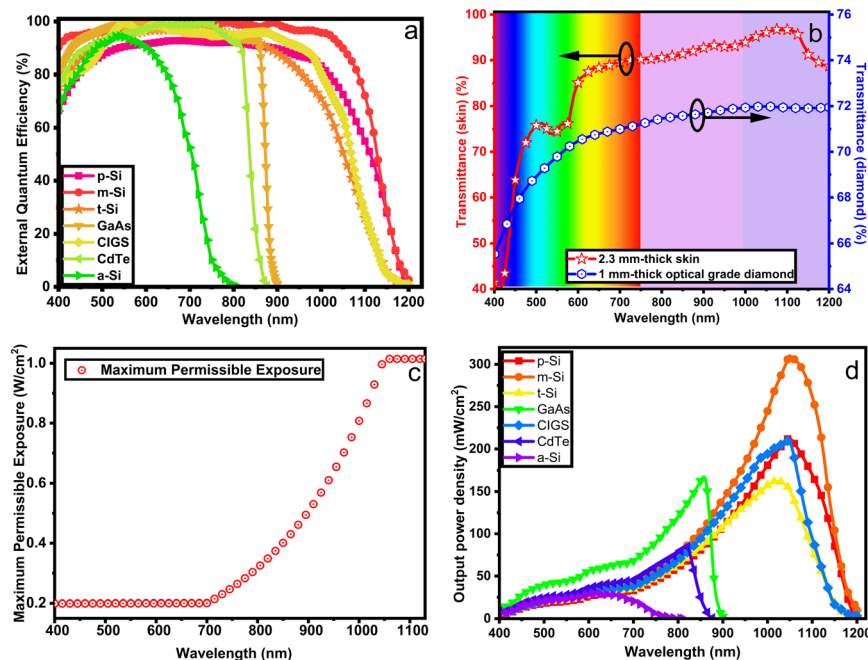 a
External Quantum Efficiency (%)
100
80
60
40
20
0
p-Si
m-Si
t-Si
GaAs
CIGS
CdTe
a-Si
400 500 600 700 800 900 1000 1100 1200
Wavelength (nm)
b
Transmittance (skin) (%)
100
90
80
70
60
50
40
76
74
72
70
68
66
64
Transmittance (diamond) (%)
2.3 mm-thick skin
1 mm-thick optical grade diamond
400 500 600 700 800 900 1000 1100 1200
Wavelength (nm)
c
Maximum Permissible Exposure (W/cm²)
1.0
0.8
0.6
0.4
0.2
Maximum Permissible Exposure
400 500 600 700 800 900 1000 1100
Wavelength (nm)
d
Output power density (mW/cm²)
300
250
200
150
100
50
0
p-Si
m-Si
t-Si
GaAs
CIGS
CdTe
a-Si
400 500 600 700 800 900 1000 1100 1200
Wavelength (nm)